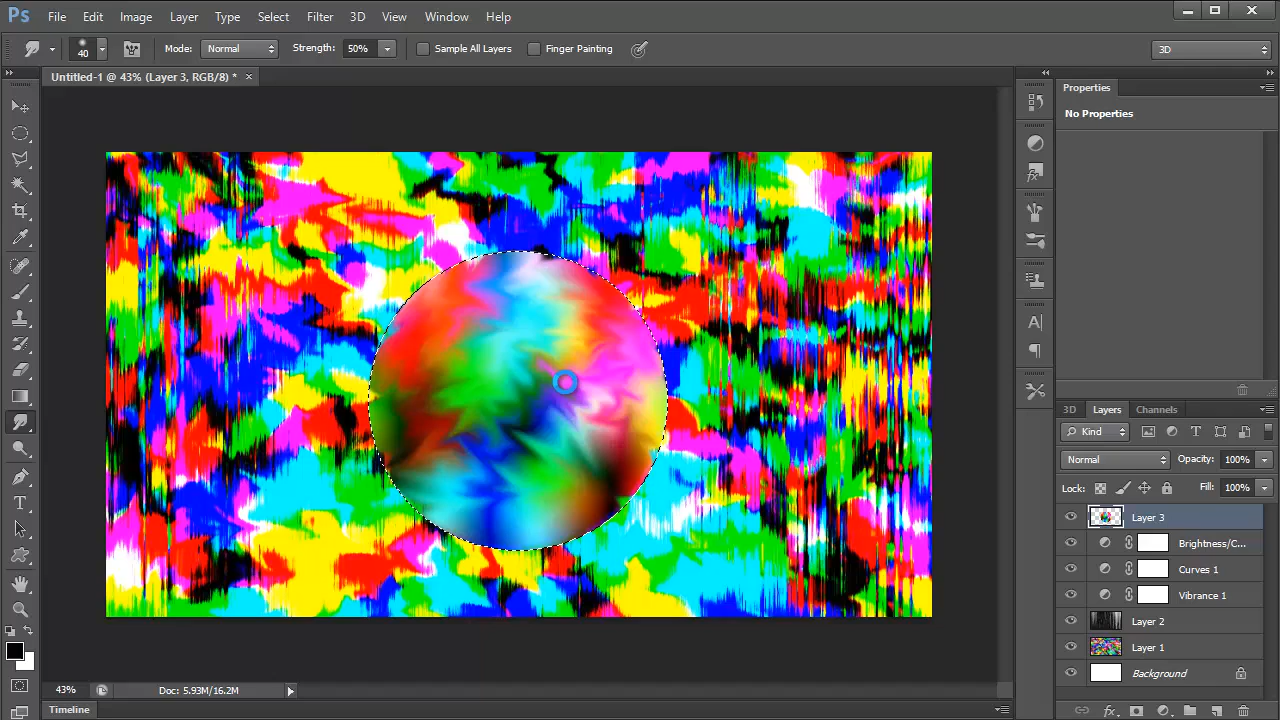 Ps File Edit Image Layer Type Select Filter 3D View Window Help
40 Mode: Normal Strength: 50% Sample All Layers Finger Painting 3D
Untitled-1 @ 43% (Layer 3, RGB/8) *
Properties
No Properties
3D Layers Channels
Kind
Normal Opacity: 100%
Lock: Fill: 100%
Layer 3
Brightness/C...
Curves 1
Vibrance 1
Layer 2
Layer 1
Background
43% Doc: 5.93M/16.2M
Timeline